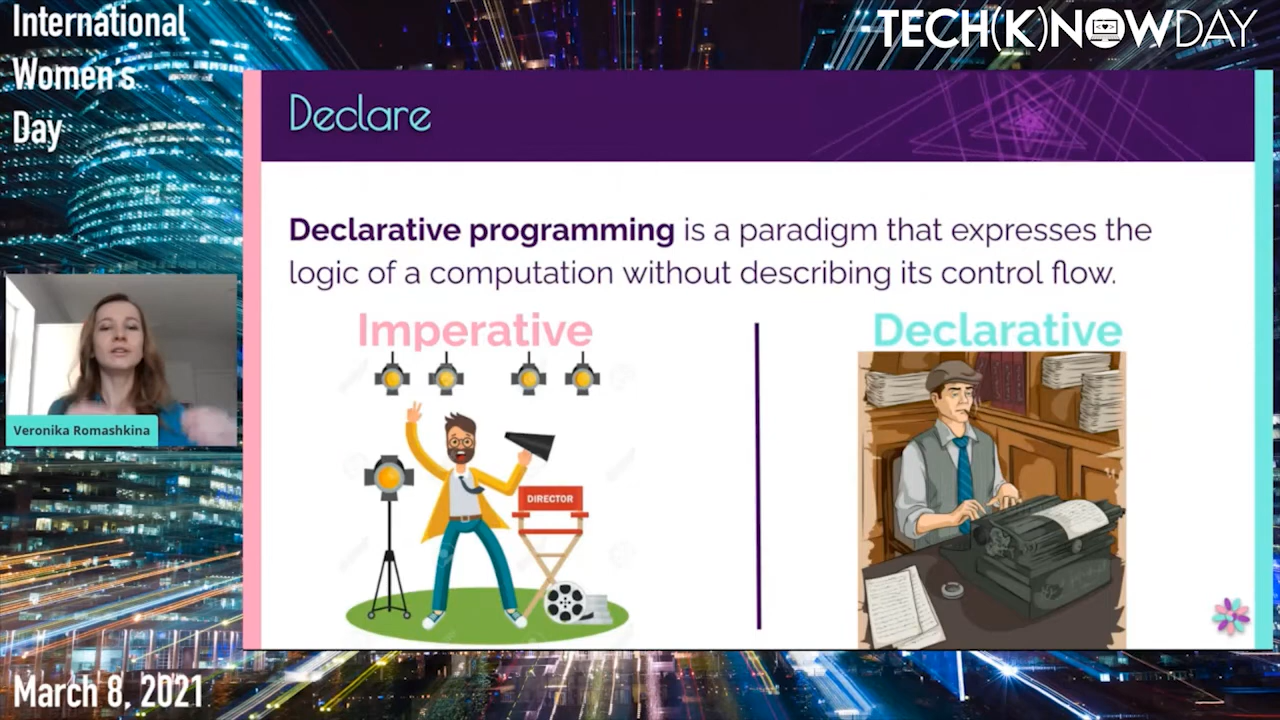 International
Women's
Day
TECH(K)NOWDAY
Declare
Declarative programming is a paradigm that expresses the
logic of a computation without describing its control flow.
Imperative
Declarative
DIRECTOR
Veronika Romashkina
March 8, 2021